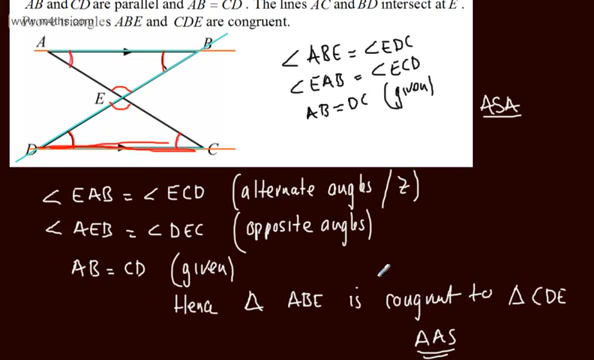 AB and CD are parallel and AB = CD. The lines AC and BD intersect at E.
triangles ABE and CDE are congruent.
A
B
E
D
C
∠ ABE = ∠EDC
∠ EAB = ∠ECD
AB = DC (given)
ASA
∠ EAB = ∠ ECD (alternate angles / Z)
∠ AEB = ∠ DEC (opposite angles)
AB = CD (given)
Hence △ ABE is congruent to △ CDE
AAS